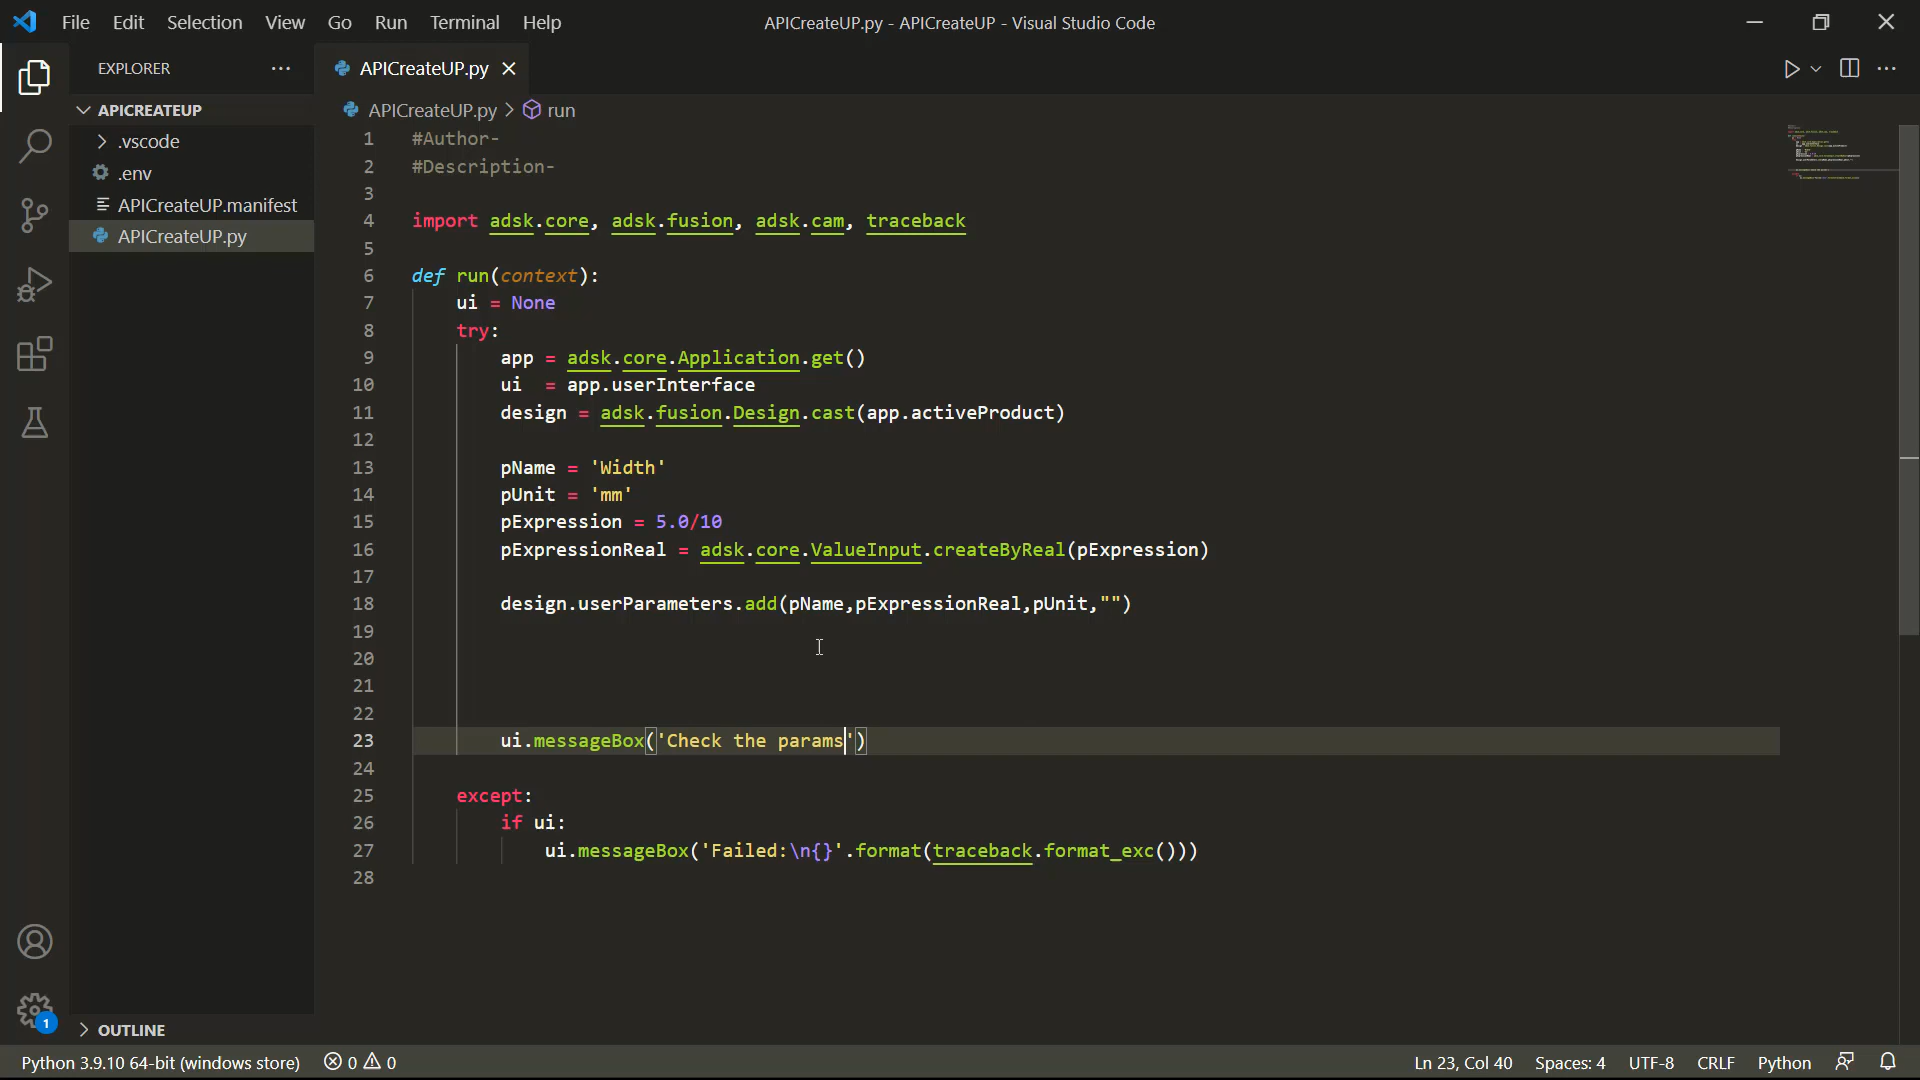 File Edit Selection View Go Run Terminal Help APICreateUP.py - APICreateUP - Visual Studio Code
EXPLORER
APICreateUP.py
APICREATEUP
APICreateUP.py > run
.vscode
.env
APICreateUP.manifest
APICreateUP.py
1 #Author-
2 #Description-
3
4 import adsk.core, adsk.fusion, adsk.cam, traceback
5
6 def run(context):
7 ui = None
8 try:
9 app = adsk.core.Application.get()
10 ui  = app.userInterface
11 design = adsk.fusion.Design.cast(app.activeProduct)
12
13 pName = 'Width'
14 pUnit = 'mm'
15 pExpression = 5.0/10
16 pExpressionReal = adsk.core.ValueInput.createByReal(pExpression)
17
18 design.userParameters.add(pName,pExpressionReal,pUnit,"")
19
20
21
22
23 ui.messageBox('Check the params')
24
25 except:
26 if ui:
27 ui.messageBox('Failed:\n{}'.format(traceback.format_exc()))
28
1
OUTLINE
Python 3.9.10 64-bit (windows store) 0 0 Ln 23, Col 40 Spaces: 4 UTF-8 CRLF Python